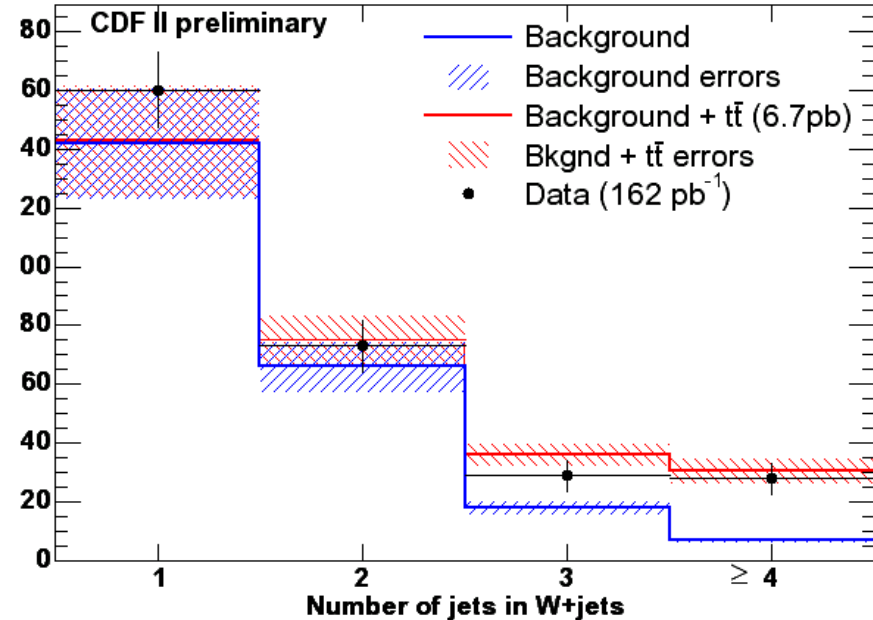 CDF II preliminary
Background
Background errors
Background + tt̄ (6.7pb)
Bkgnd + tt̄ errors
Data (162 pb⁻¹)
80
60
40
20
00
80
60
40
20
0
1 2 3 ≥ 4
Number of jets in W+jets